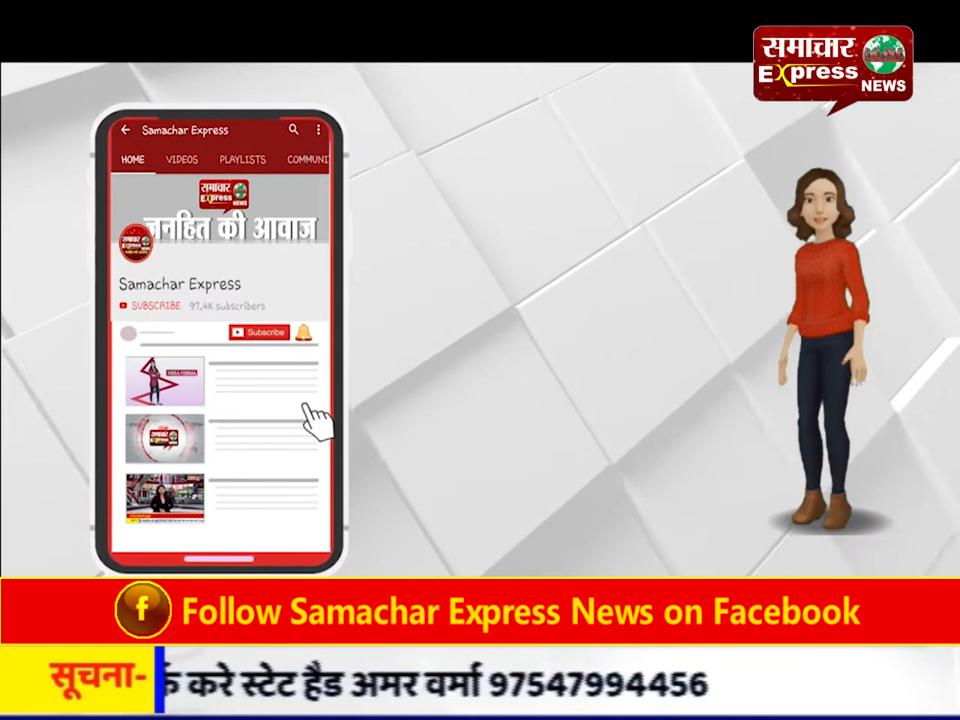 समाचार
Express
NEWS
Samachar Express
HOME VIDEOS PLAYLISTS COMMUNI
समाचार
Express
NEWS
जनहित की आवाज
Samachar Express
SUBSCRIBE 97.4K subscribers
Subscribe
f Follow Samachar Express News on Facebook
सूचना- र्क करे स्टेट हैड अमर वर्मा 97547994456